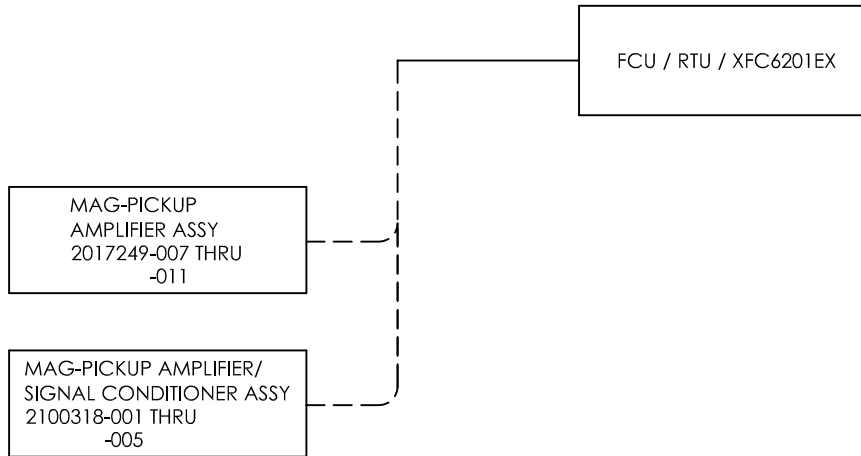 FCU / RTU / XFC6201EX
MAG-PICKUP
AMPLIFIER ASSY
2017249-007 THRU
-011
MAG-PICKUP AMPLIFIER/
SIGNAL CONDITIONER ASSY
2100318-001 THRU
-005